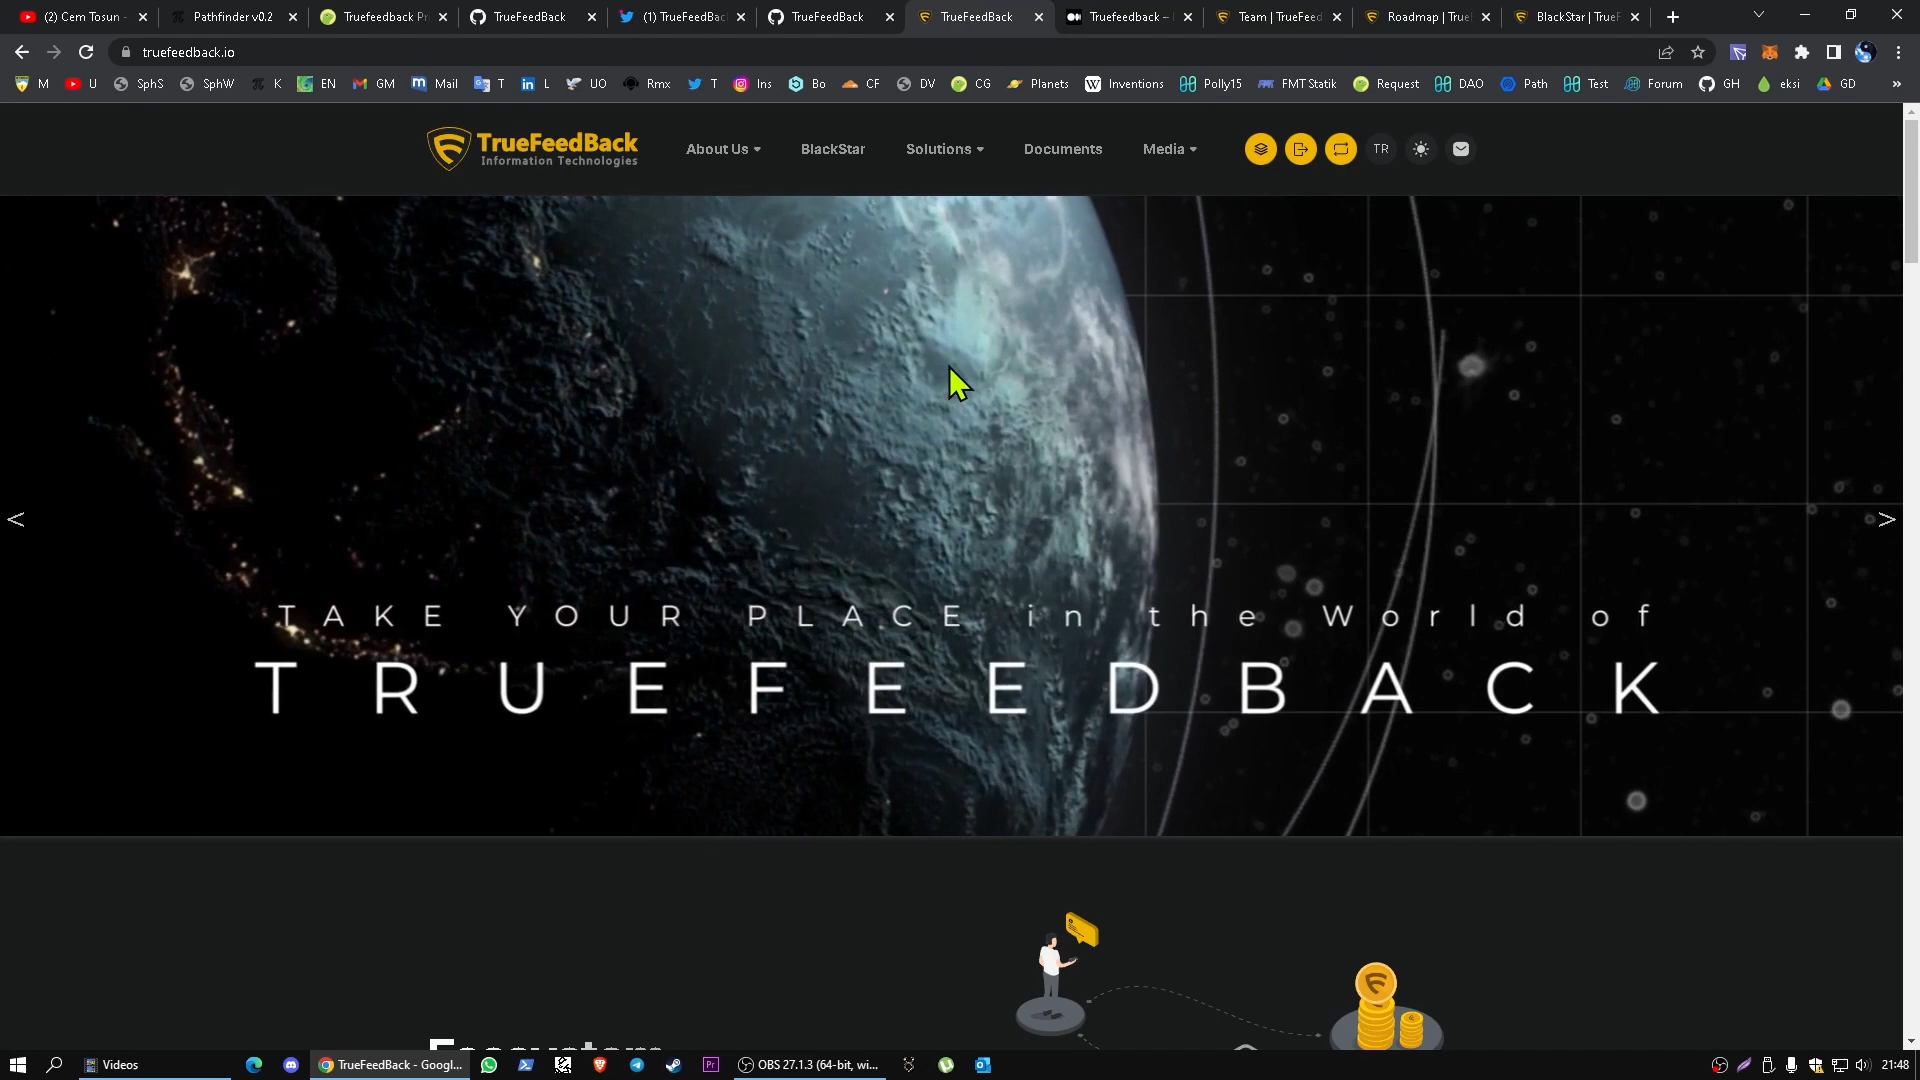 (2) Cem Tosun -
Pathfinder v0.2
Truefeedback Pri
TrueFeedBack
(1) TrueFeedBac
TrueFeedBack
TrueFeedBack
Truefeedback –
Team | TrueFeed
Roadmap | True
BlackStar | TrueF
truefeedback.io
M
U
SphS
SphW
K
EN
GM
Mail
T
L
UO
Rmx
T
Ins
Bo
CF
DV
CG
Planets
Inventions
Polly15
FMT Statik
Request
DAO
Path
Test
Forum
GH
eksi
GD
»
TrueFeedBack
Information Technologies
About Us
BlackStar
Solutions
Documents
Media
TR
<
>
TAKE YOUR PLACE in the World of
TRUEFEEDBACK
Videos
TrueFeedBack - Googl...
OBS 27.1.3 (64-bit, wi...
21:48